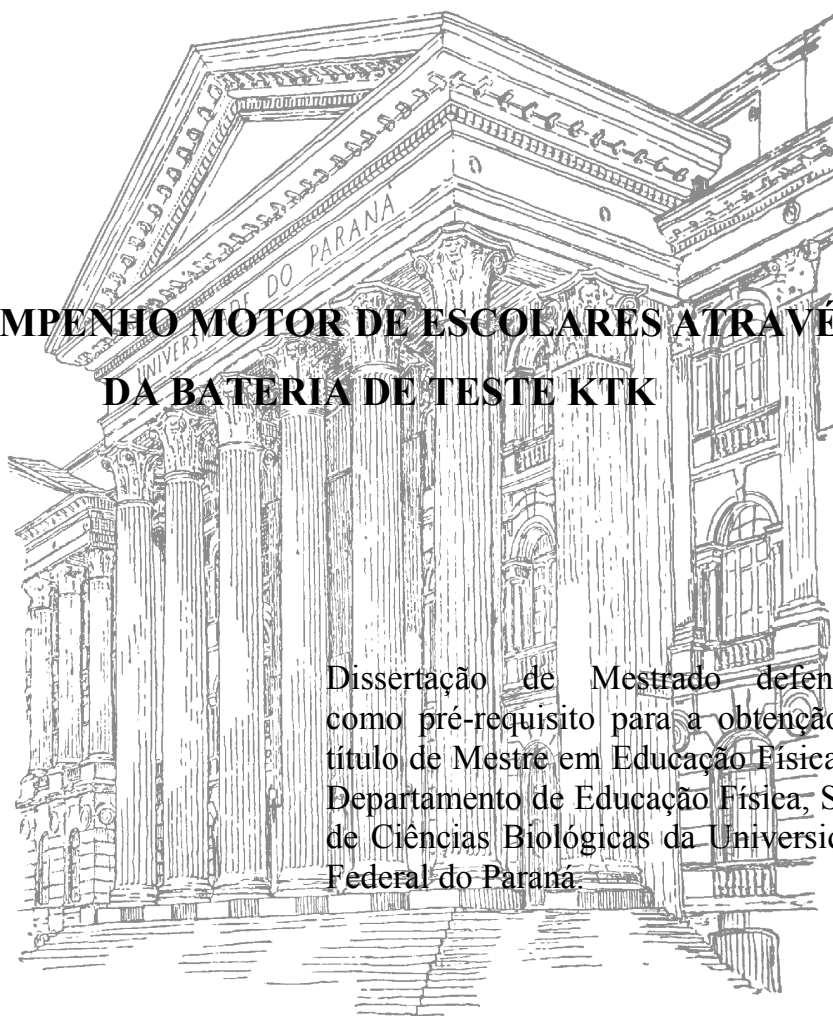 UNIVERSIDADE DO PARANÁ
MPENHO MOTOR DE ESCOLARES ATRAVÉ
DA BATERIA DE TESTE KTK
Dissertação de Mestrado defen
como pré-requisito para a obtenção
título de Mestre em Educação Física
Departamento de Educação Física, S
de Ciências Biológicas da Universid
Federal do Paraná.